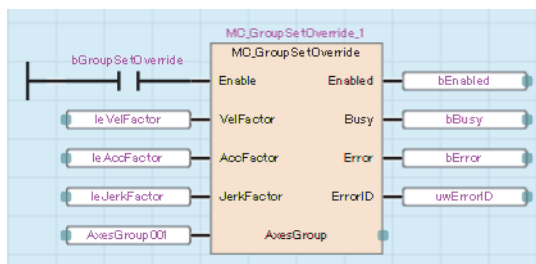 MC_GroupSetOverride_1
MC_GroupSetOverride
bGroupSetOverride
Enable Enabled bEnabled
leVelFactor VelFactor Busy bBusy
leAccFactor AccFactor Error bError
leJerkFactor JerkFactor ErrorID uwErrorID
AxesGroup001 AxesGroup